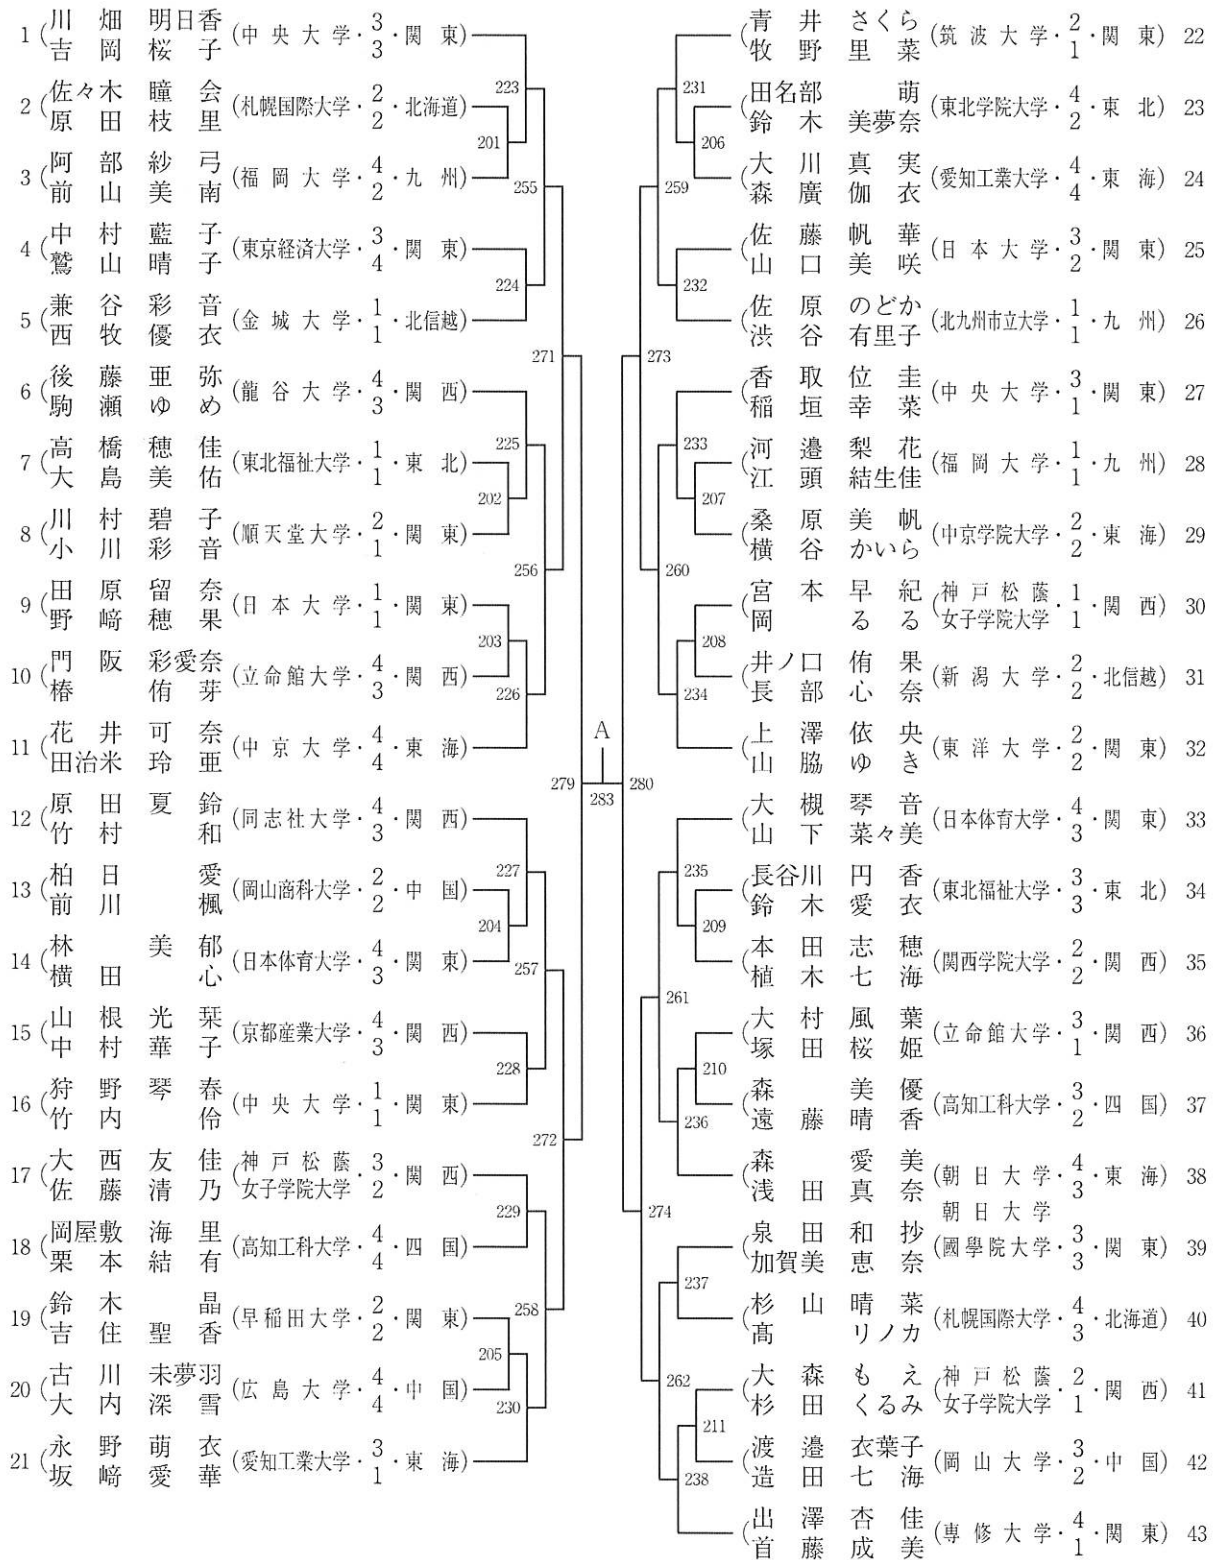 1 (川畑 明日香 (中央大学・3・関東)
吉岡 桜子 3
2 (佐々木 瞳会 (札幌国際大学・2・北海道)
原田 枝里 2
3 (阿部 紗弓 (福岡大学・4・九州)
前山 美南 2
4 (中村 藍子 (東京経済大学・3・関東)
鷲山 晴子 4
5 (兼谷 彩音 (金城大学・1・北信越)
西牧 優衣 1
6 (後藤 亜弥 (龍谷大学・4・関西)
駒瀬 ゆめ 3
7 (高橋 穂佳 (東北福祉大学・1・東北)
大島 美佑 1
8 (川村 碧子 (順天堂大学・2・関東)
小川 彩音 1
9 (田原 留奈 (日本大学・1・関東)
野﨑 穂果 1
10 (門阪 彩愛奈 (立命館大学・4・関西)
椿 侑芽 3
11 (花井 可奈 (中京大学・4・東海)
田治米 玲亜 4
12 (原田 夏鈴 (同志社大学・4・関西)
竹村 和 3
13 (柏日 愛 (岡山商科大学・2・中国)
前川 楓 2
14 (林 美郁 (日本体育大学・4・関東)
横田 心 3
15 (山根 光栞 (京都産業大学・4・関西)
中村 華子 3
16 (狩野 琴春 (中央大学・1・関東)
竹内 伶 1
17 (大西 友佳 (神戸松蔭女子学院大学・3・関西)
佐藤 清乃 2
18 (岡屋敷 海里 (高知工科大学・4・四国)
栗本 結有 4
19 (鈴木 晶 (早稲田大学・2・関東)
吉住 聖香 2
20 (古川 未夢羽 (広島大学・4・中国)
大内 深雪 4
21 (永野 萌衣 (愛知工業大学・3・東海)
坂﨑 愛華 1
223
201
255
224
271
225
202
256
203
226
279
227
204
257
228
272
229
258
205
230
A
283
280
231
206
259
232
273
233
207
260
208
234
235
209
261
210
236
274
237
262
211
238
(青井 さくら (筑波大学・2・関東) 22
牧野 里菜 1
(田名部 萌 (東北学院大学・4・東北) 23
鈴木 美夢奈 2
(大川 真実 (愛知工業大学・4・東海) 24
森廣 伽衣 4
(佐藤 帆華 (日本大学・3・関東) 25
山口 美咲 2
(佐原 のどか (北九州市立大学・1・九州) 26
渋谷 有里子 1
(香取 位圭 (中央大学・3・関東) 27
稲垣 幸菜 1
(河邉 梨花 (福岡大学・1・九州) 28
江頭 結生佳 1
(桑原 美帆 (中京学院大学・2・東海) 29
横谷 かいら 2
(宮本 早紀 (神戸松蔭女子学院大学・1・関西) 30
岡 るる 1
(井ノ口 侑果 (新潟大学・2・北信越) 31
長部 心奈 2
(上澤 依央 (東洋大学・2・関東) 32
山脇 ゆき 2
(大槻 琴音 (日本体育大学・4・関東) 33
山下 菜々美 3
(長谷川 円香 (東北福祉大学・3・東北) 34
鈴木 愛衣 3
(本田 志穂 (関西学院大学・2・関西) 35
植木 七海 2
(大村 風葉 (立命館大学・3・関西) 36
塚田 桜姫 1
(森 美優 (高知工科大学・3・四国) 37
遠藤 晴香 2
(森 愛美 (朝日大学・4・東海) 38
浅田 真奈 3
朝日大学
(泉田 和抄 (國學院大学・3・関東) 39
加賀美 恵奈 3
(杉山 晴菜 (札幌国際大学・4・北海道) 40
髙 リノカ 3
(大森 もえ (神戸松蔭女子学院大学・2・関西) 41
杉田 くるみ 1
(渡邉 衣葉子 (岡山大学・3・中国) 42
造田 七海 2
(出澤 杏佳 (専修大学・4・関東) 43
首藤 成美 1